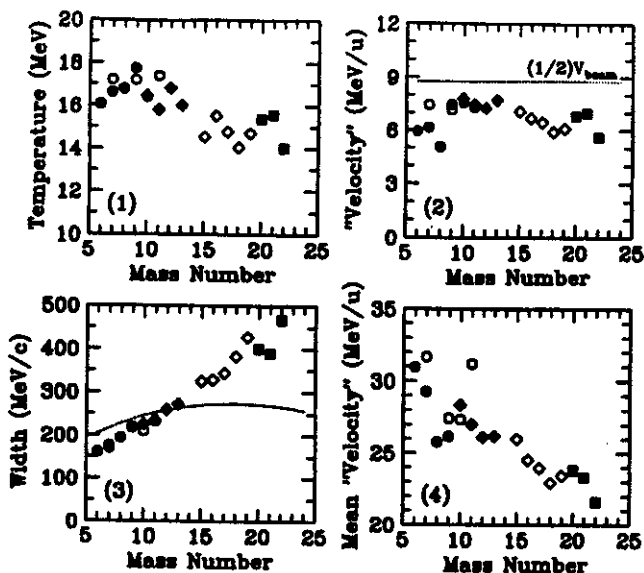 Temperature (MeV)
20
18
16
14
12
10
(1)
5 10 15 20 25
Mass Number
"Velocity" (MeV/u)
12
9
6
3
0
(1/2)Vbeam
(2)
5 10 15 20 25
Mass Number
Width (MeV/c)
500
400
300
200
100
0
(3)
5 10 15 20 25
Mass Number
Mean "Velocity" (MeV/u)
35
30
25
20
(4)
5 10 15 20 25
Mass Number